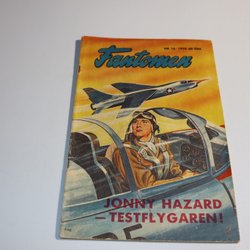 Fantomen
JONNY HAZARD
– TESTFLYGAREN!